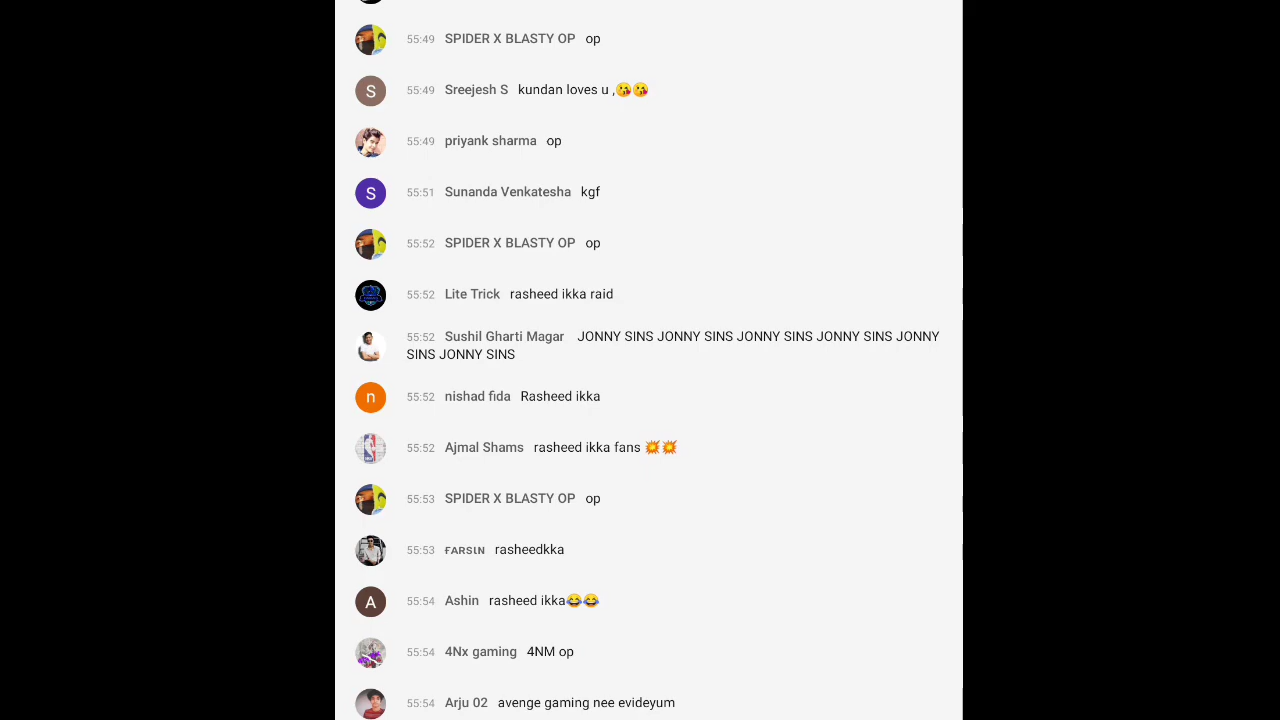 55:49 SPIDER X BLASTY OP op
S 55:49 Sreejesh S kundan loves u ,😘😘
55:49 priyank sharma op
S 55:51 Sunanda Venkatesha kgf
55:52 SPIDER X BLASTY OP op
55:52 Lite Trick rasheed ikka raid
55:52 Sushil Gharti Magar JONNY SINS JONNY SINS JONNY SINS JONNY SINS JONNY
SINS JONNY SINS
n 55:52 nishad fida Rasheed ikka
55:52 Ajmal Shams rasheed ikka fans 💥💥
55:53 SPIDER X BLASTY OP op
55:53 ꜰᴀʀsɪɴ rasheedkka
A 55:54 Ashin rasheed ikka😂😂
55:54 4Nx gaming 4NM op
55:54 Arju 02 avenge gaming nee evideyum